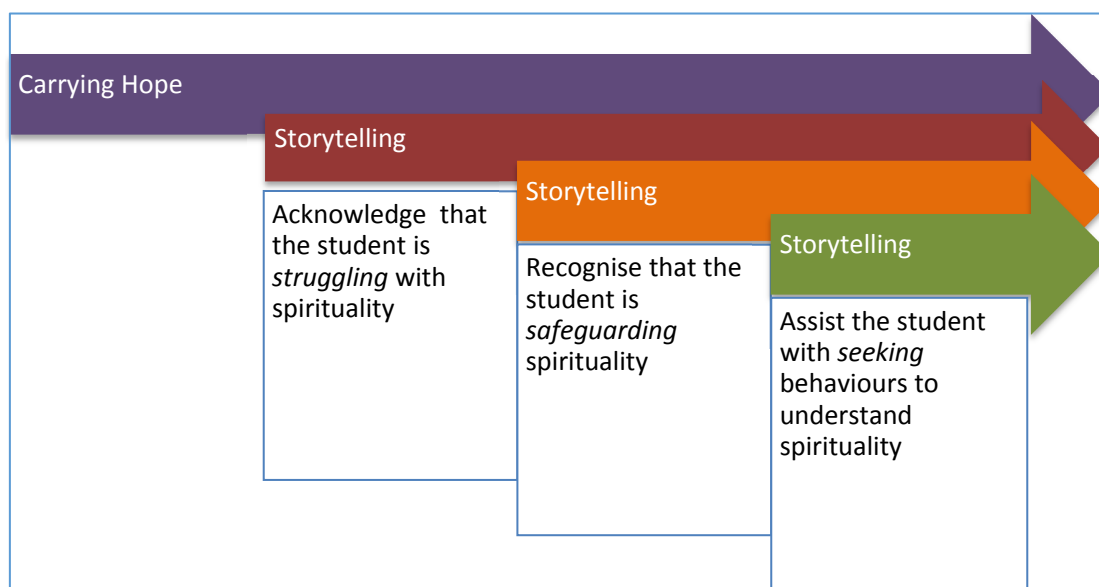 Carrying Hope
Storytelling
Acknowledge that
the student is
struggling with
spirituality
Storytelling
Recognise that the
student is
safeguarding
spirituality
Storytelling
Assist the student
with seeking
behaviours to
understand
spirituality